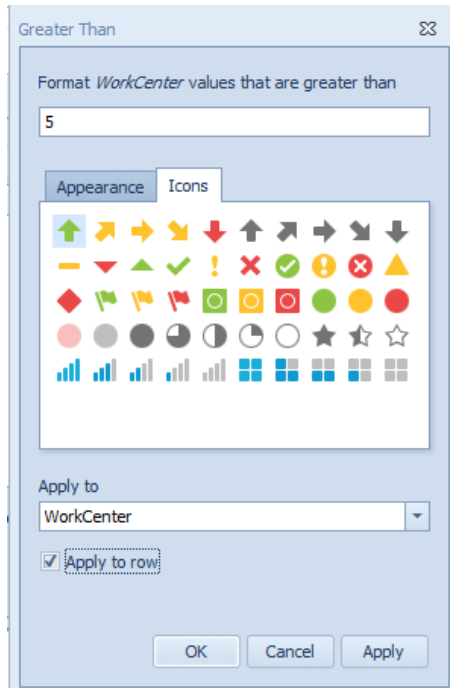 Greater Than
Format WorkCenter values that are greater than
5
Appearance Icons
Apply to
WorkCenter
Apply to row
OK Cancel Apply